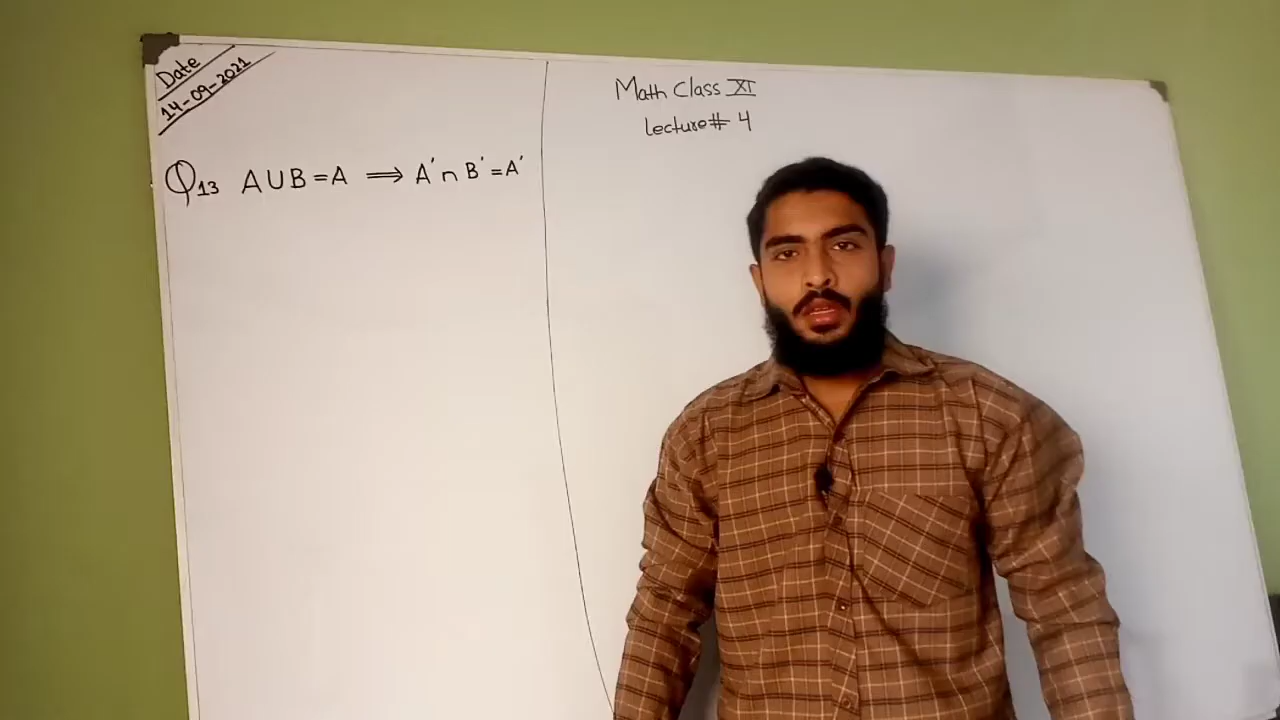 Date
14-09-2021
Math Class XI
Lecture# 4
Q13 A∪B=A ⟹ A'∩B'=A'